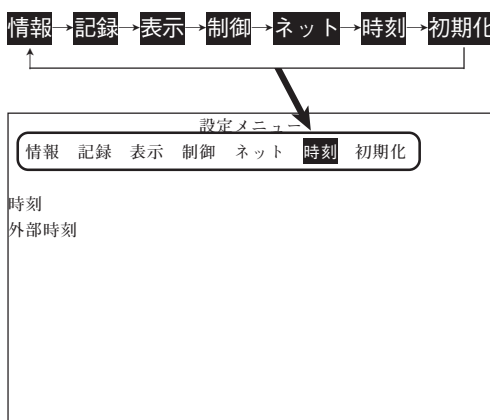 情報→記録→表示→制御→ネット→時刻→初期化
設定メニュー
情報 記録 表示 制御 ネット 時刻 初期化
時刻
外部時刻